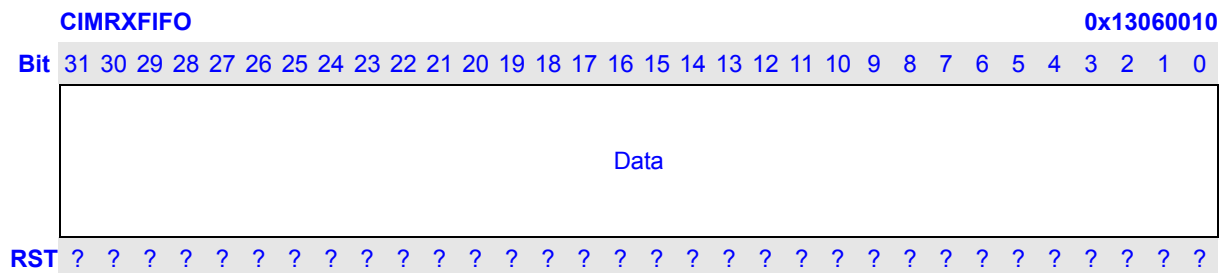 CIMRXFIFO 0x13060010
Bit 31 30 29 28 27 26 25 24 23 22 21 20 19 18 17 16 15 14 13 12 11 10 9 8 7 6 5 4 3 2 1 0
Data
RST ? ? ? ? ? ? ? ? ? ? ? ? ? ? ? ? ? ? ? ? ? ? ? ? ? ? ? ? ? ? ? ?